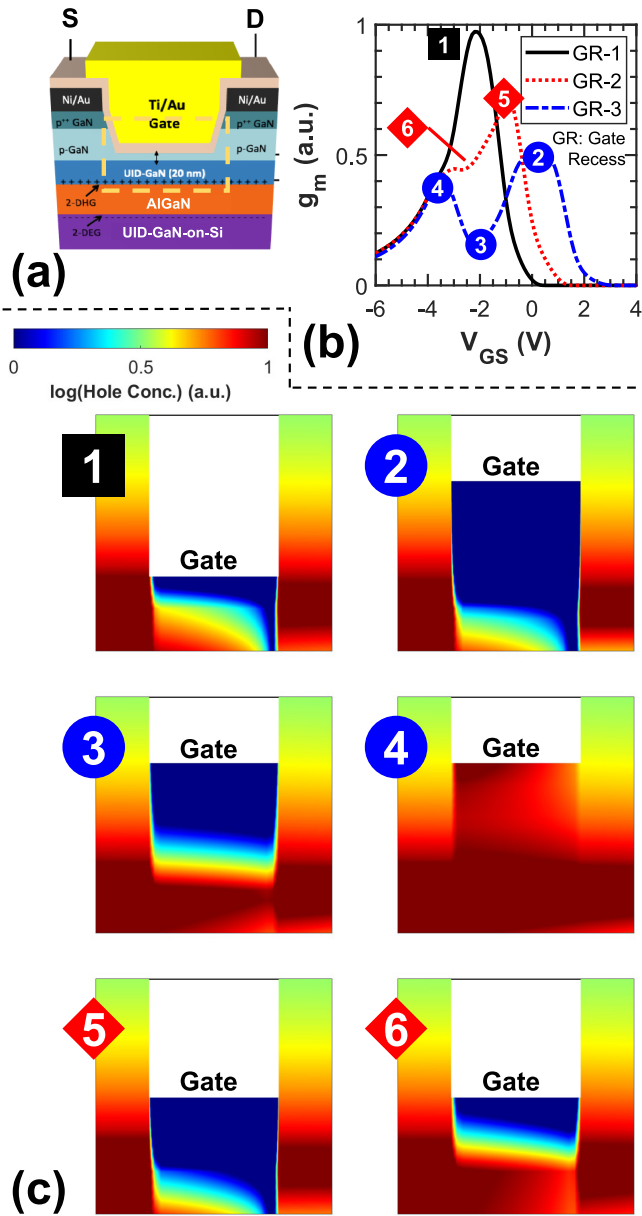 S
D
Ni/Au
Ni/Au
Ti/Au
Gate
p⁺⁺ GaN
p⁺⁺ GaN
p-GaN
p-GaN
UID-GaN (20 nm)
2-DHG
AlGaN
2-DEG
UID-GaN-on-Si
(a)
(b)
1
GR-1
GR-2
GR-3
GR: Gate
Recess
1
5
6
2
4
3
gₘ (a.u.)
1
0.5
0
-6 -4 -2 0 2 4
V_GS (V)
0 0.5 1
log(Hole Conc.) (a.u.)
1
Gate
2
Gate
3
Gate
4
Gate
5
Gate
6
Gate
(c)